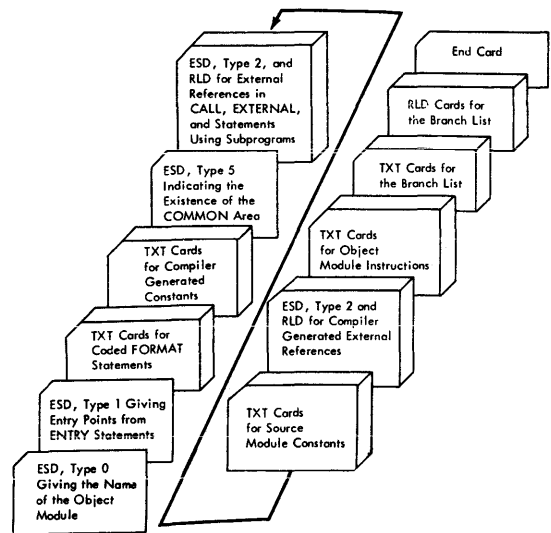 ESD, Type 2, and
RLD for External
References in
CALL, EXTERNAL,
and Statements
Using Subprograms
ESD, Type 5
Indicating the
Existence of the
COMMON Area
TXT Cards
for Compiler
Generated
Constants
TXT Cards for
Coded FORMAT
Statements
ESD, Type 1 Giving
Entry Points from
ENTRY Statements
ESD, Type 0
Giving the Name
of the Object
Module
End Card
RLD Cards for
the Branch List
TXT Cards for
the Branch List
TXT Cards
for Object
Module Instructions
ESD, Type 2 and
RLD for Compiler
Generated External
References
TXT Cards
for Source
Module Constants